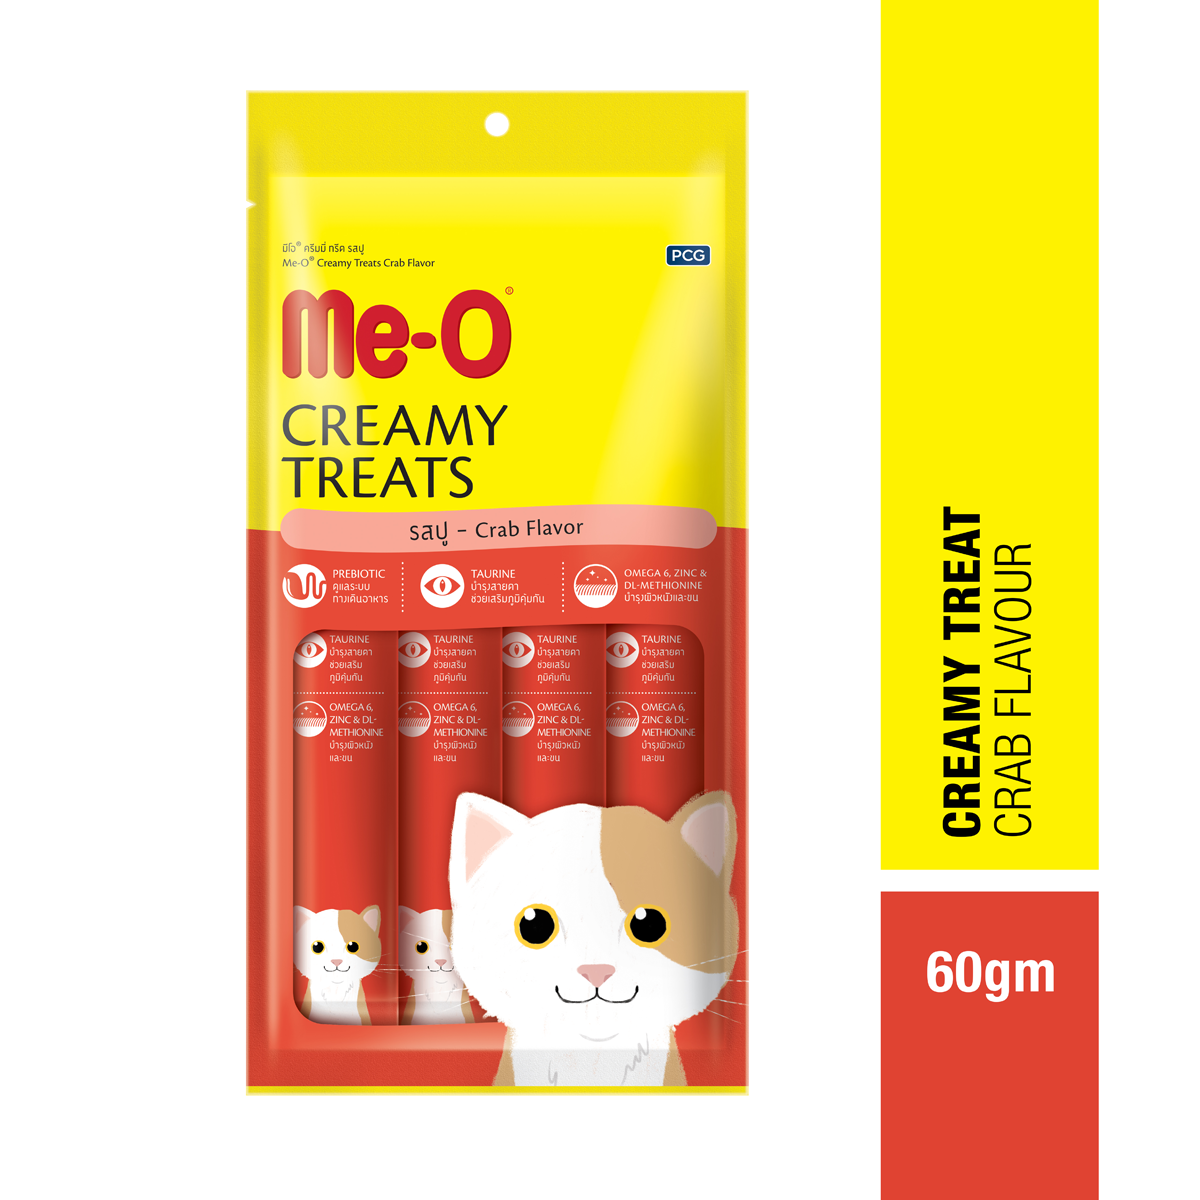 มีโอ® ครีมมี่ ทรีต รสปู
Me-O® Creamy Treats Crab Flavor
PCG
Me-O®
CREAMY
TREATS
รสปู – Crab Flavor
PREBIOTIC
ดูแลระบบ
ทางเดินอาหาร
TAURINE
บำรุงสายตา
ช่วยเสริมภูมิคุ้มกัน
OMEGA 6, ZINC &
DL-METHIONINE
บำรุงผิวหนังและขน
TAURINE
บำรุงสายตา
ช่วยเสริม
ภูมิคุ้มกัน
OMEGA 6,
ZINC & DL-
METHIONINE
บำรุงผิวหนัง
และขน
TAURINE
บำรุงสายตา
ช่วยเสริม
ภูมิคุ้มกัน
OMEGA 6,
ZINC & DL-
METHIONINE
บำรุงผิวหนัง
และขน
TAURINE
บำรุงสายตา
ช่วยเสริม
ภูมิคุ้มกัน
OMEGA 6,
ZINC & DL-
METHIONINE
บำรุงผิวหนัง
และขน
TAURINE
บำรุงสายตา
ช่วยเสริม
ภูมิคุ้มกัน
OMEGA 6,
ZINC & DL-
METHIONINE
บำรุงผิวหนัง
และขน
CREAMY TREAT
CRAB FLAVOUR
60gm